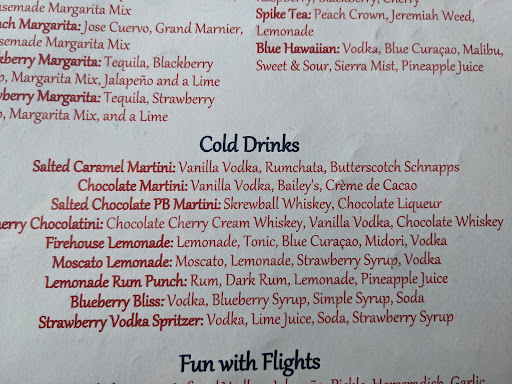 Margarita Mix
Margarita: Jose Cuervo, Grand Marnier,
Margarita Mix
Margarita: Tequila, Blackberry
Margarita Mix, Jalapeño and a Lime
Margarita: Tequila, Strawberry
Margarita Mix, and a Lime
Spike Tea: Peach Crown, Jeremiah Weed,
Lemonade
Blue Hawaiian: Vodka, Blue Curaçao, Malibu,
Sweet & Sour, Sierra Mist, Pineapple Juice
Cold Drinks
Salted Caramel Martini: Vanilla Vodka, Rumchata, Butterscotch Schnapps
Chocolate Martini: Vanilla Vodka, Bailey's, Crème de Cacao
Salted Chocolate PB Martini: Skrewball Whiskey, Chocolate Liqueur
Chocolatini: Chocolate Cherry Cream Whiskey, Vanilla Vodka, Chocolate Whiskey
Firehouse Lemonade: Lemonade, Tonic, Blue Curaçao, Midori, Vodka
Moscato Lemonade: Moscato, Lemonade, Strawberry Syrup, Vodka
Lemonade Rum Punch: Rum, Dark Rum, Lemonade, Pineapple Juice
Blueberry Bliss: Vodka, Blueberry Syrup, Simple Syrup, Soda
Strawberry Vodka Spritzer: Vodka, Lime Juice, Soda, Strawberry Syrup
Fun with Flights